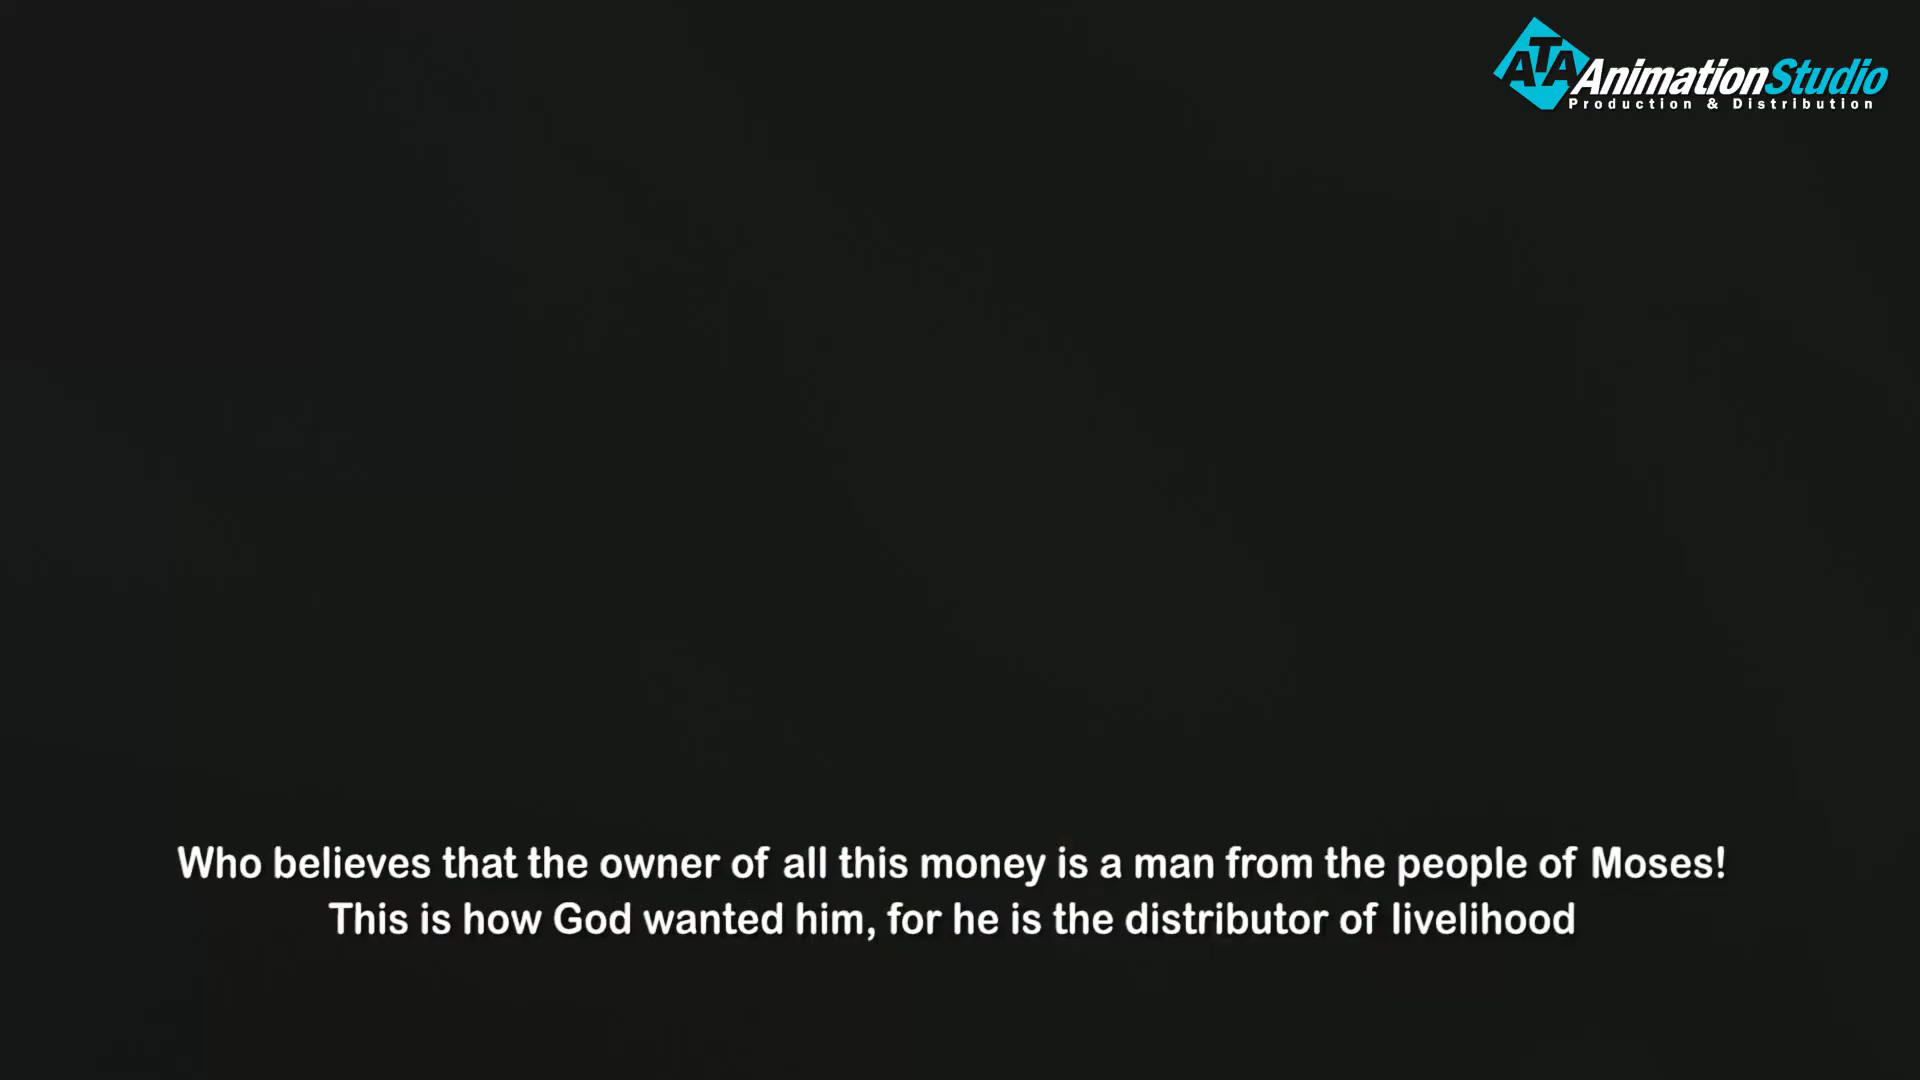 ATA AnimationStudio
Production & Distribution
Who believes that the owner of all this money is a man from the people of Moses!
This is how God wanted him, for he is the distributor of livelihood